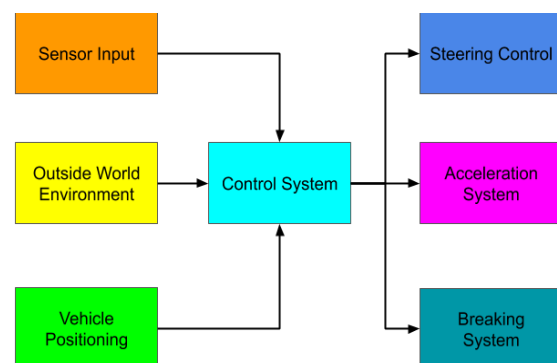 Sensor Input
Steering Control
Outside World
Environment
Control System
Acceleration
System
Vehicle
Positioning
Breaking
System